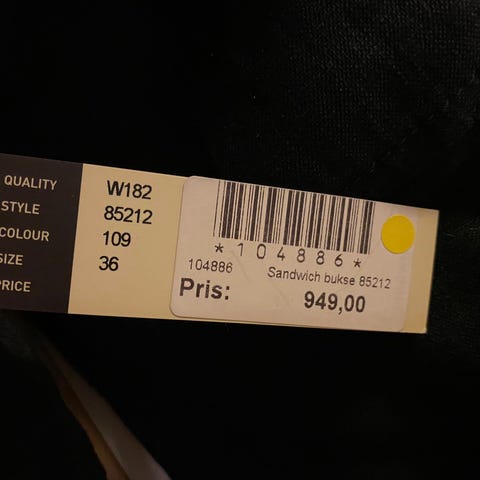 QUALITY W182
STYLE 85212
COLOUR 109
SIZE 36
PRICE
*104886*
104886 Sandwich bukse 85212
Pris: 949,00